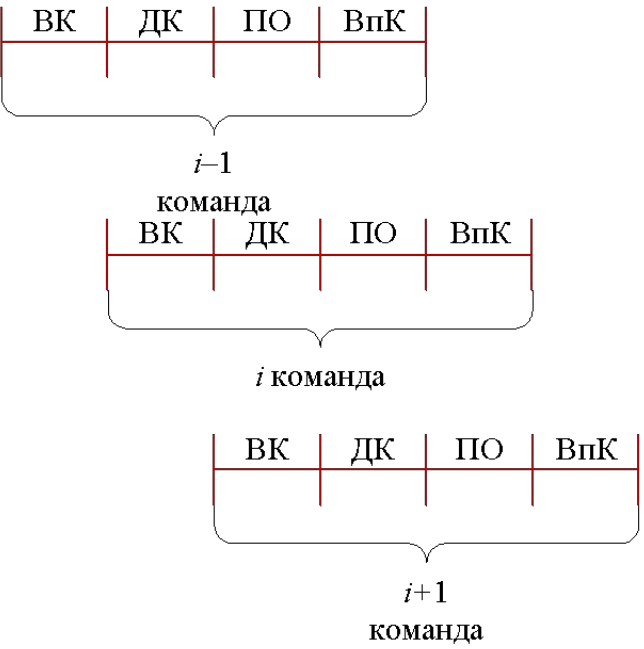 ВК ДК ПО ВпК
i–1
команда
ВК ДК ПО ВпК
i команда
ВК ДК ПО ВпК
i+1
команда